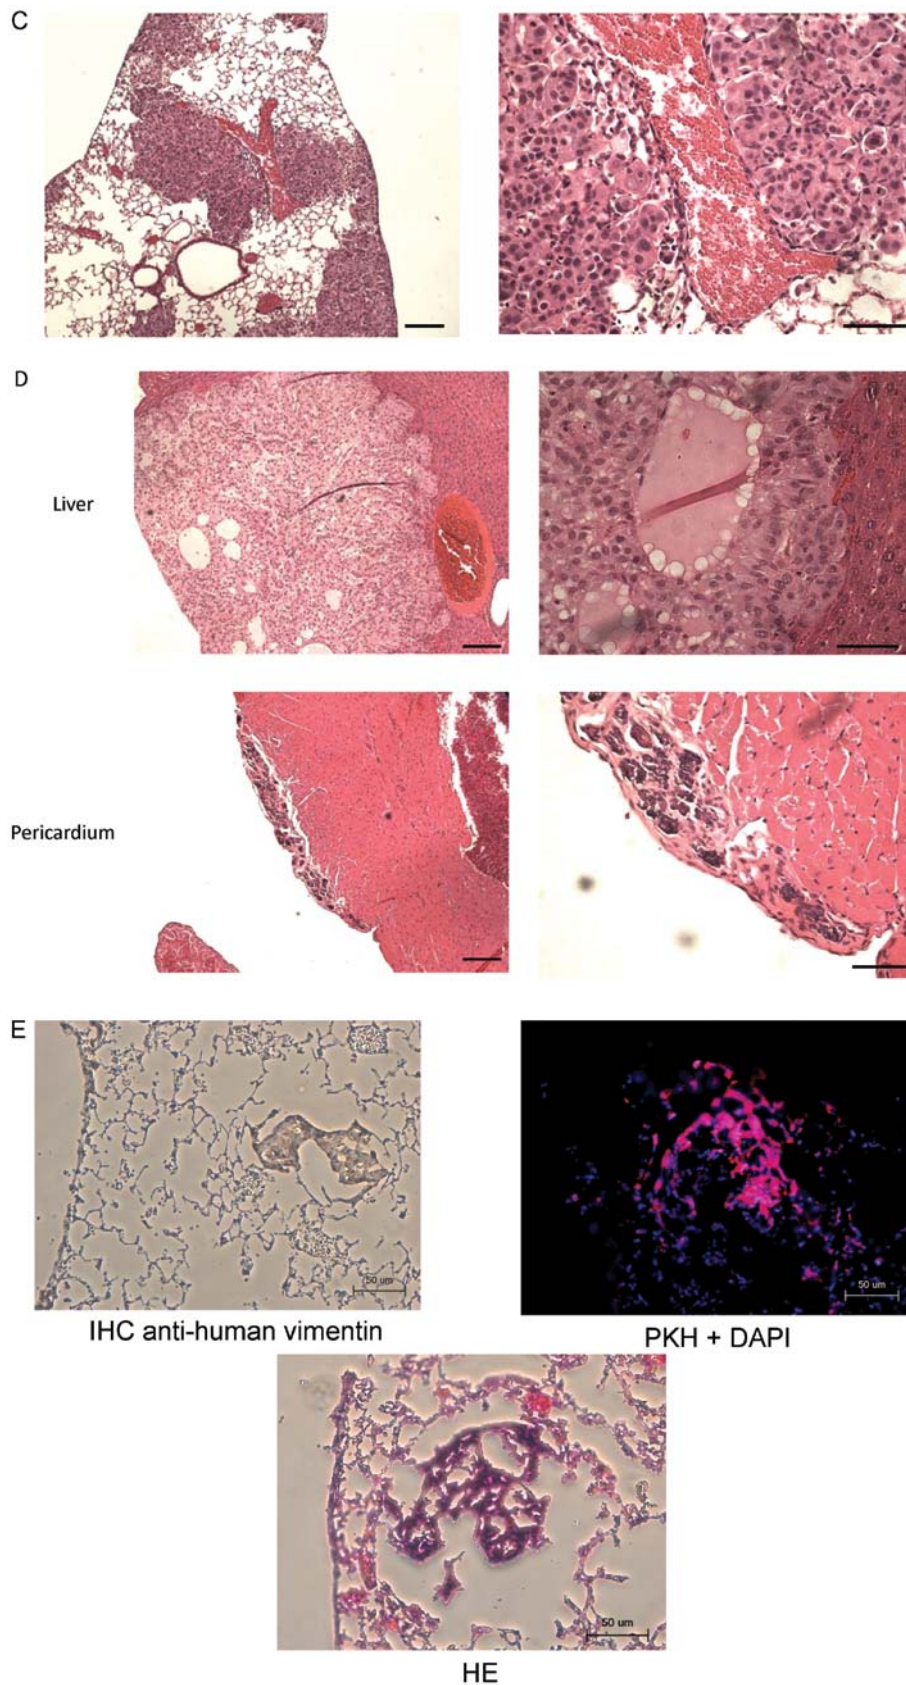 C
D
Liver
Pericardium
E
50 um
50 um
IHC anti-human vimentin
PKH + DAPI
50 um
HE